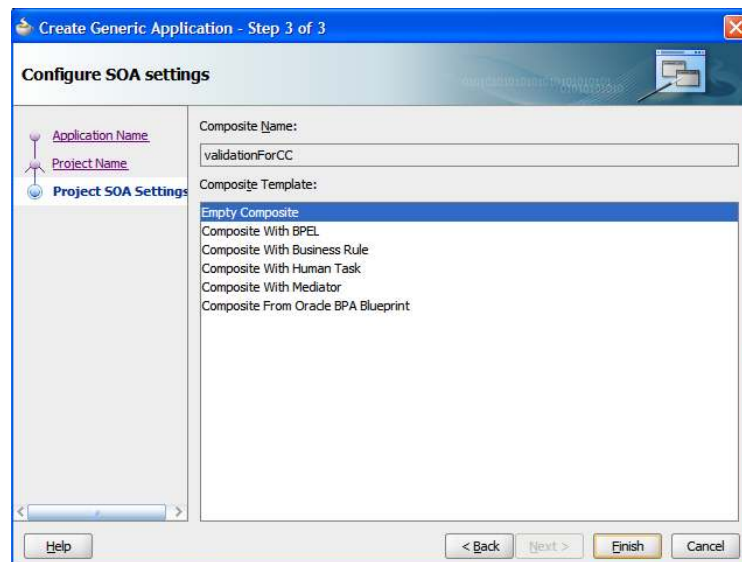 Create Generic Application - Step 3 of 3
Configure SOA settings
Application Name
Project Name
Project SOA Settings
Composite Name:
validationForCC
Composite Template:
Empty Composite
Composite With BPEL
Composite With Business Rule
Composite With Human Task
Composite With Mediator
Composite From Oracle BPA Blueprint
Help
< Back
Next >
Finish
Cancel